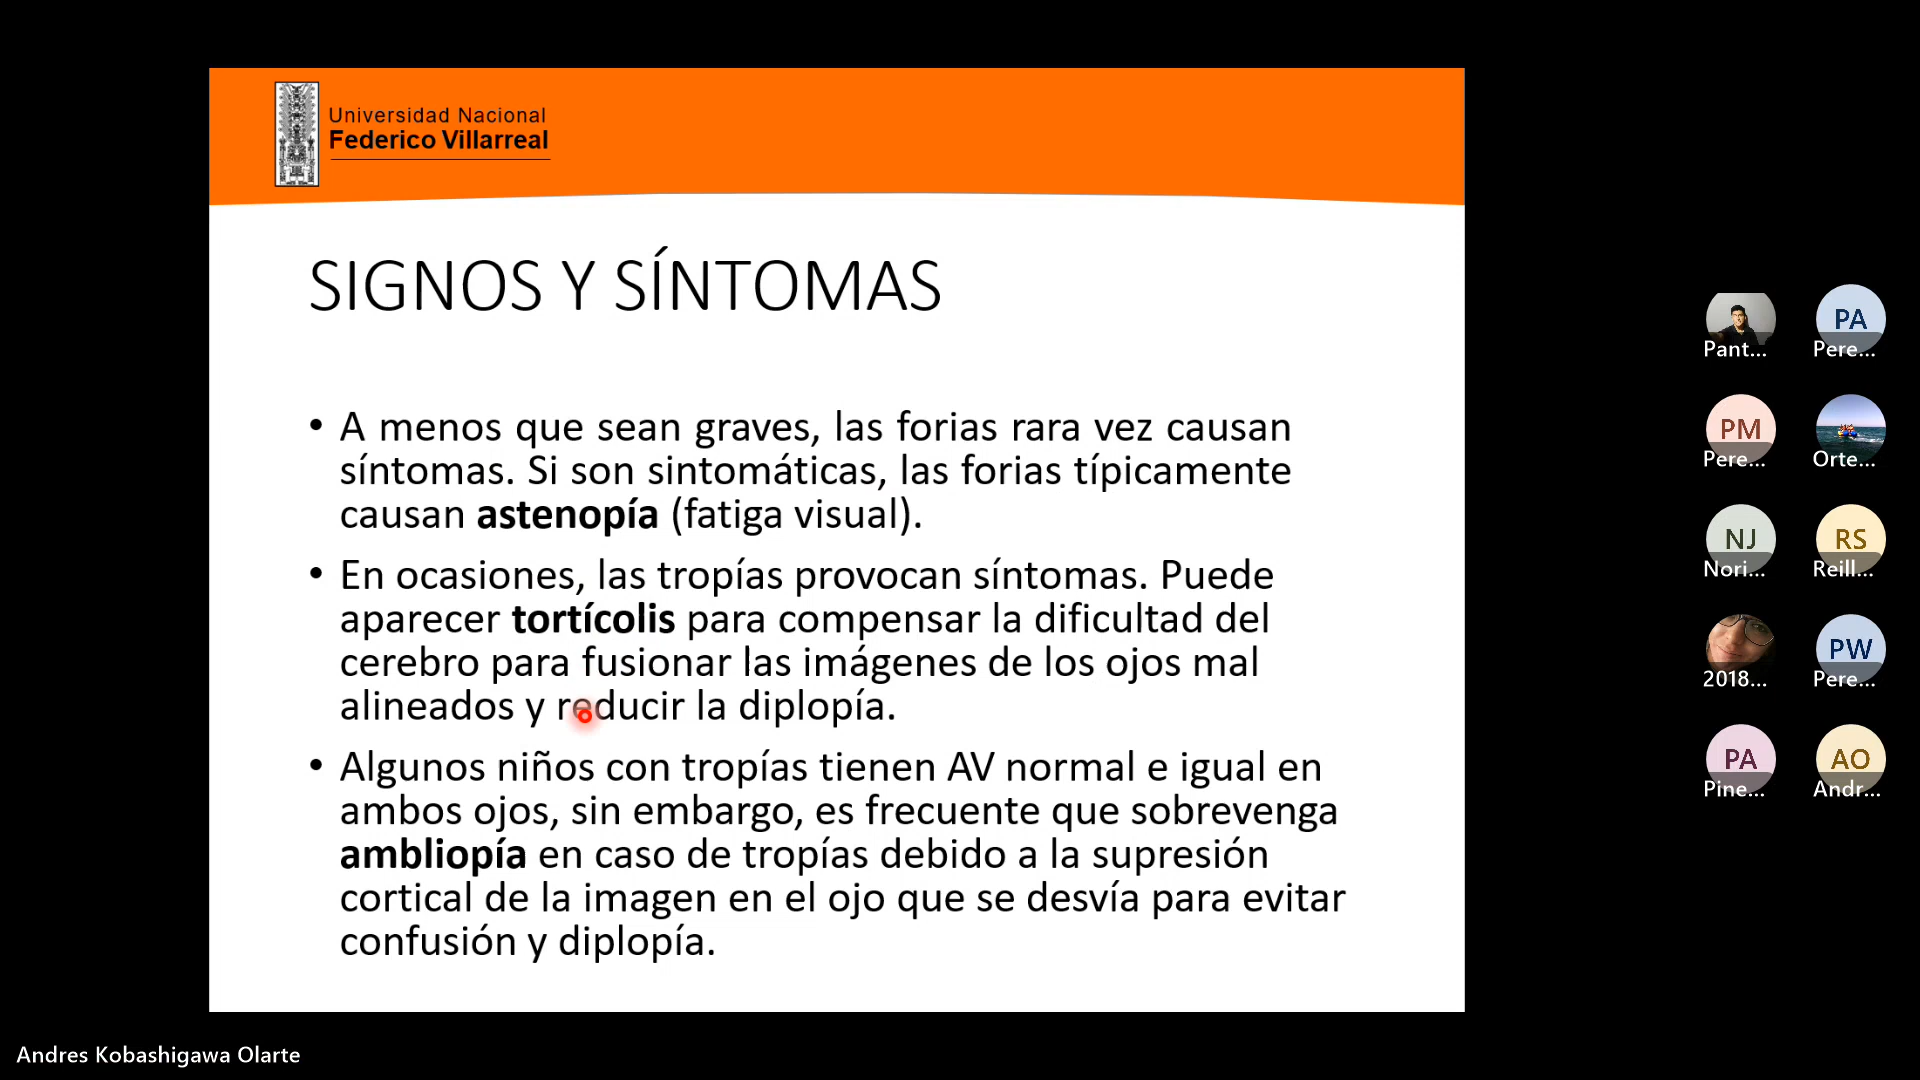 Universidad Nacional
Federico Villarreal
SIGNOS Y SÍNTOMAS
• A menos que sean graves, las forias rara vez causan
síntomas. Si son sintomáticas, las forias típicamente
causan astenopía (fatiga visual).
• En ocasiones, las tropías provocan síntomas. Puede
aparecer tortícolis para compensar la dificultad del
cerebro para fusionar las imágenes de los ojos mal
alineados y reducir la diplopía.
• Algunos niños con tropías tienen AV normal e igual en
ambos ojos, sin embargo, es frecuente que sobrevenga
ambliopía en caso de tropías debido a la supresión
cortical de la imagen en el ojo que se desvía para evitar
confusión y diplopía.
PA
Pant...
Pere...
PM
Pere...
Orte...
NJ
RS
Nori...
Reill...
PW
2018...
Pere...
PA
AO
Pine...
Andr...
Andres Kobashigawa Olarte